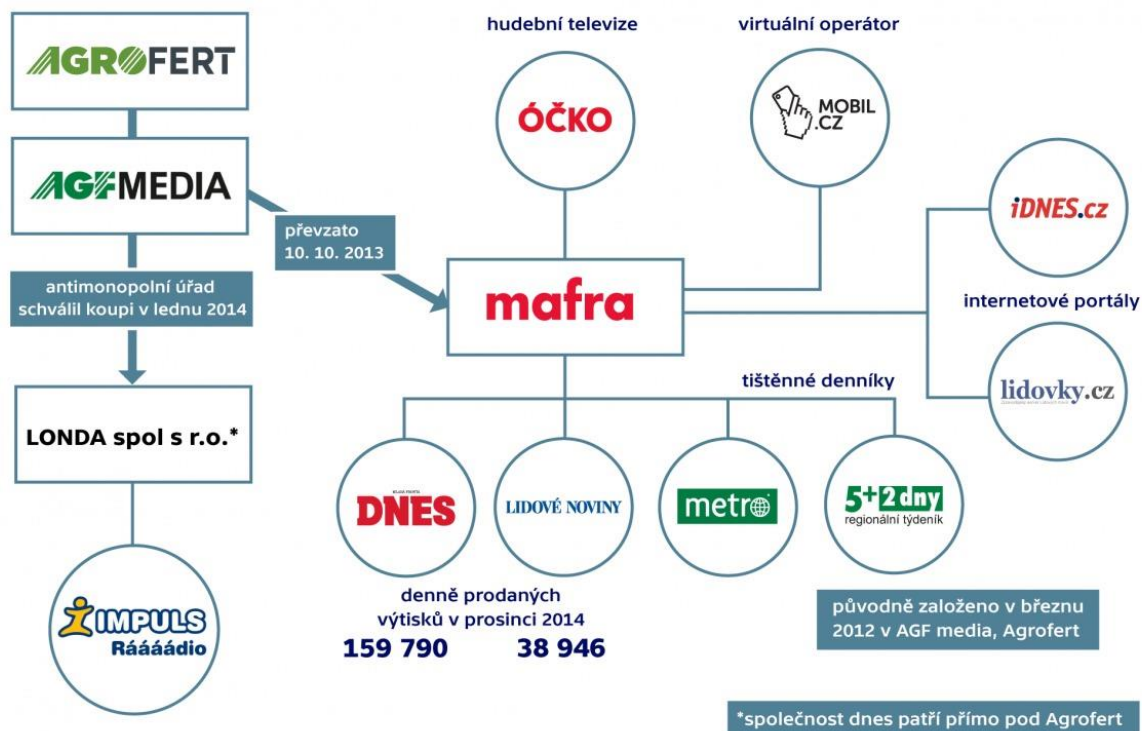 AGROFERT
AGF MEDIA
antimonopolní úřad
schválil koupi v lednu 2014
LONDA spol s r.o.*
IMPULS
Ráááádio
převzato
10. 10. 2013
hudební televize
ÓČKO
virtuální operátor
MOBIL
.CZ
mafra
iDNES.cz
internetové portály
lidovky.cz
tištěnné denníky
MLADÁ FRONTA
DNES
LIDOVÉ NOVINY
metro
5+2 dny
regionální týdeník
denně prodaných
výtisků v prosinci 2014
159 790
38 946
původně založeno v březnu
2012 v AGF media, Agrofert
*společnost dnes patří přímo pod Agrofert